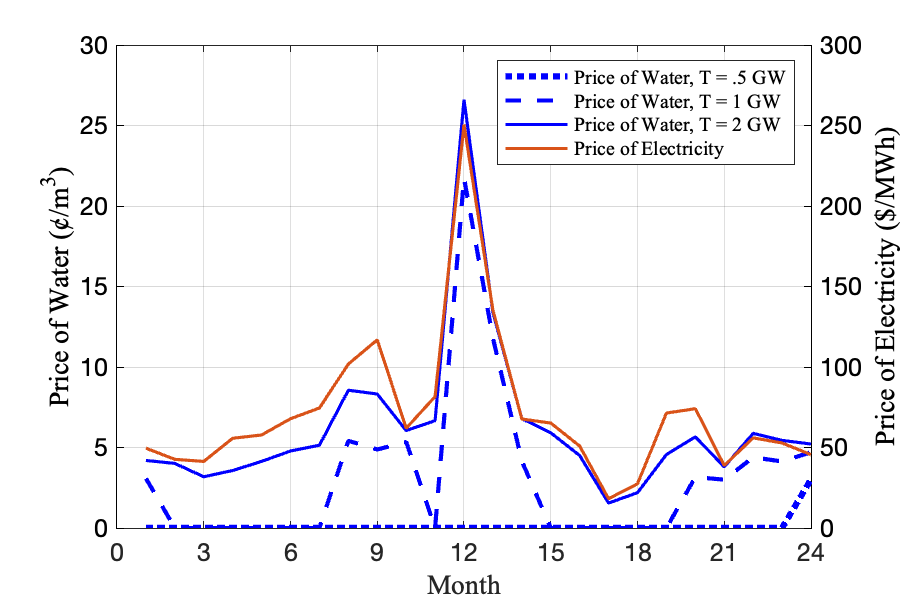 30
25
20
15
10
5
0
Price of Water (¢/m³)
300
250
200
150
100
50
0
Price of Electricity ($/MWh)
Price of Water, T = .5 GW
Price of Water, T = 1 GW
Price of Water, T = 2 GW
Price of Electricity
0 3 6 9 12 15 18 21 24
Month